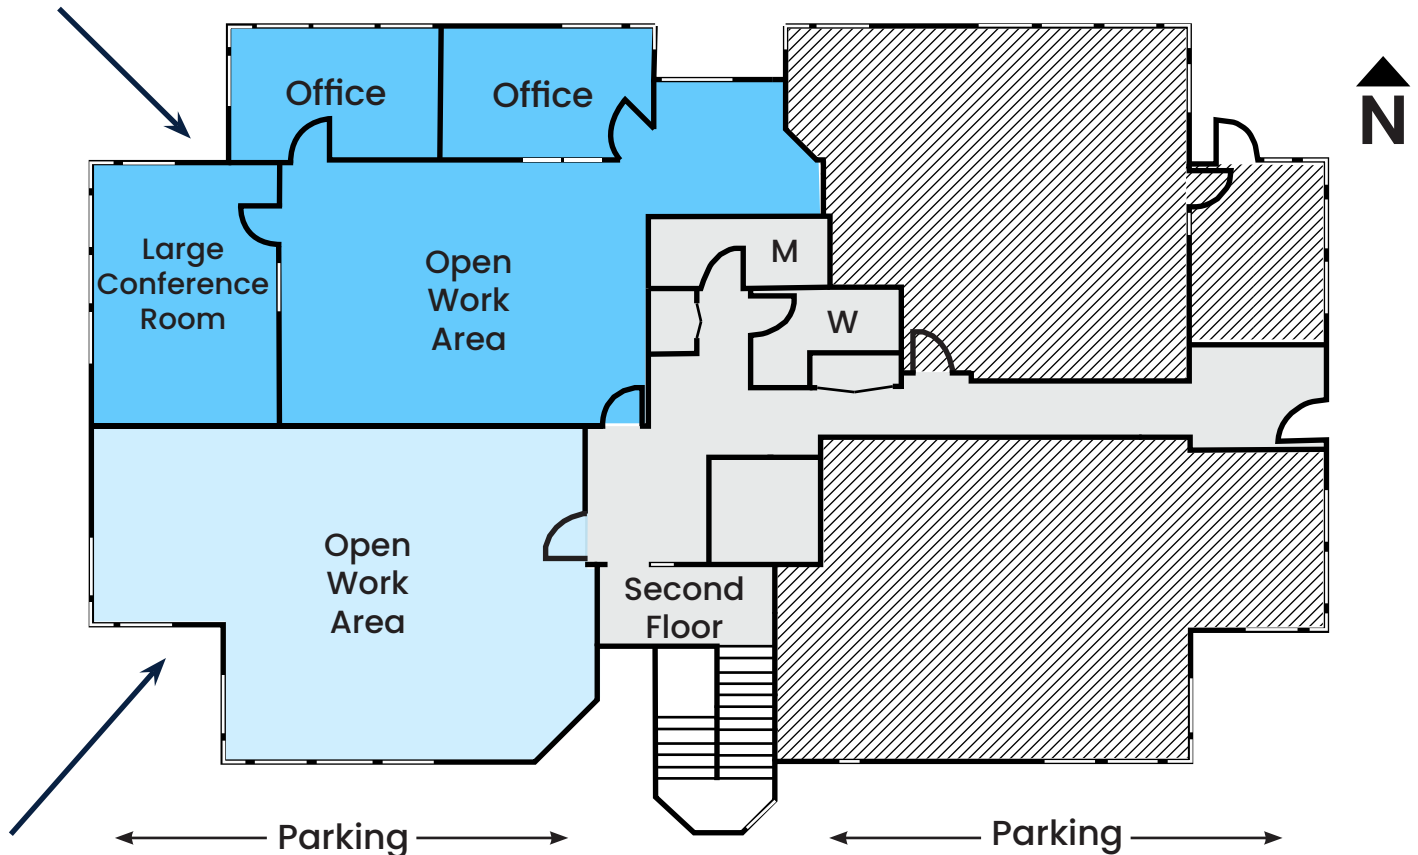 Office
Office
N
Large
Conference
Room
Open
Work
Area
M
W
Open
Work
Area
Second
Floor
Parking
Parking